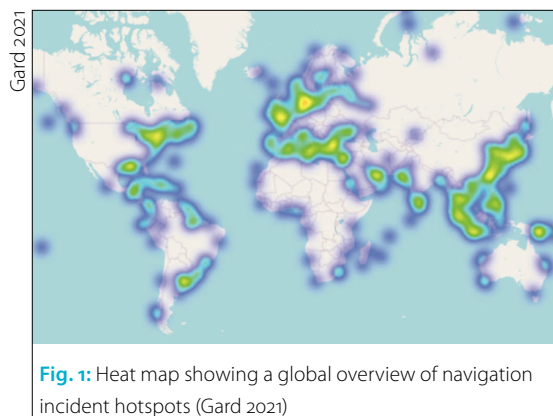 Gard 2021
Fig. 1: Heat map showing a global overview of navigation
incident hotspots (Gard 2021)